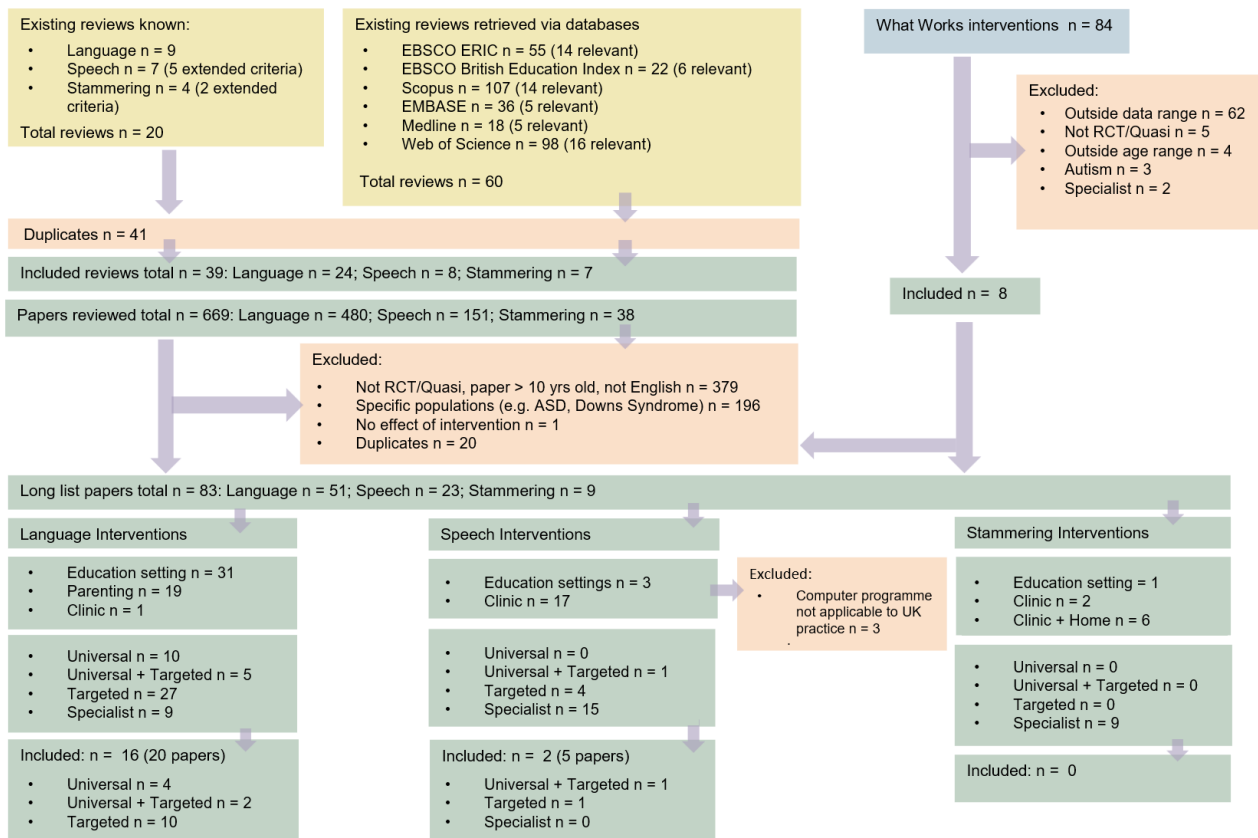 Existing reviews known:
• Language n = 9
• Speech n = 7 (5 extended criteria)
• Stammering n = 4 (2 extended
criteria)
Total reviews n = 20
Existing reviews retrieved via databases
• EBSCO ERIC n = 55 (14 relevant)
• EBSCO British Education Index n = 22 (6 relevant)
• Scopus n = 107 (14 relevant)
• EMBASE n = 36 (5 relevant)
• Medline n = 18 (5 relevant)
• Web of Science n = 98 (16 relevant)
Total reviews n = 60
What Works interventions n = 84
Excluded:
• Outside data range n = 62
• Not RCT/Quasi n = 5
• Outside age range n = 4
• Autism n = 3
• Specialist n = 2
Duplicates n = 41
Included reviews total n = 39: Language n = 24; Speech n = 8; Stammering n = 7
Included n = 8
Papers reviewed total n = 669: Language n = 480; Speech n = 151; Stammering n = 38
Excluded:
• Not RCT/Quasi, paper > 10 yrs old, not English n = 379
• Specific populations (e.g. ASD, Downs Syndrome) n = 196
• No effect of intervention n = 1
• Duplicates n = 20
Long list papers total n = 83: Language n = 51; Speech n = 23; Stammering n = 9
Language Interventions
• Education setting n = 31
• Parenting n = 19
• Clinic n = 1
• Universal n = 10
• Universal + Targeted n = 5
• Targeted n = 27
• Specialist n = 9
Included: n = 16 (20 papers)
• Universal n = 4
• Universal + Targeted n = 2
• Targeted n = 10
Speech Interventions
• Education settings n = 3
• Clinic n = 17
Excluded:
• Computer programme
not applicable to UK
practice n = 3
.
• Universal n = 0
• Universal + Targeted n = 1
• Targeted n = 4
• Specialist n = 15
Included: n = 2 (5 papers)
• Universal + Targeted n = 1
• Targeted n = 1
• Specialist n = 0
Stammering Interventions
• Education setting = 1
• Clinic n = 2
• Clinic + Home n = 6
• Universal n = 0
• Universal + Targeted n = 0
• Targeted n = 0
• Specialist n = 9
Included: n = 0